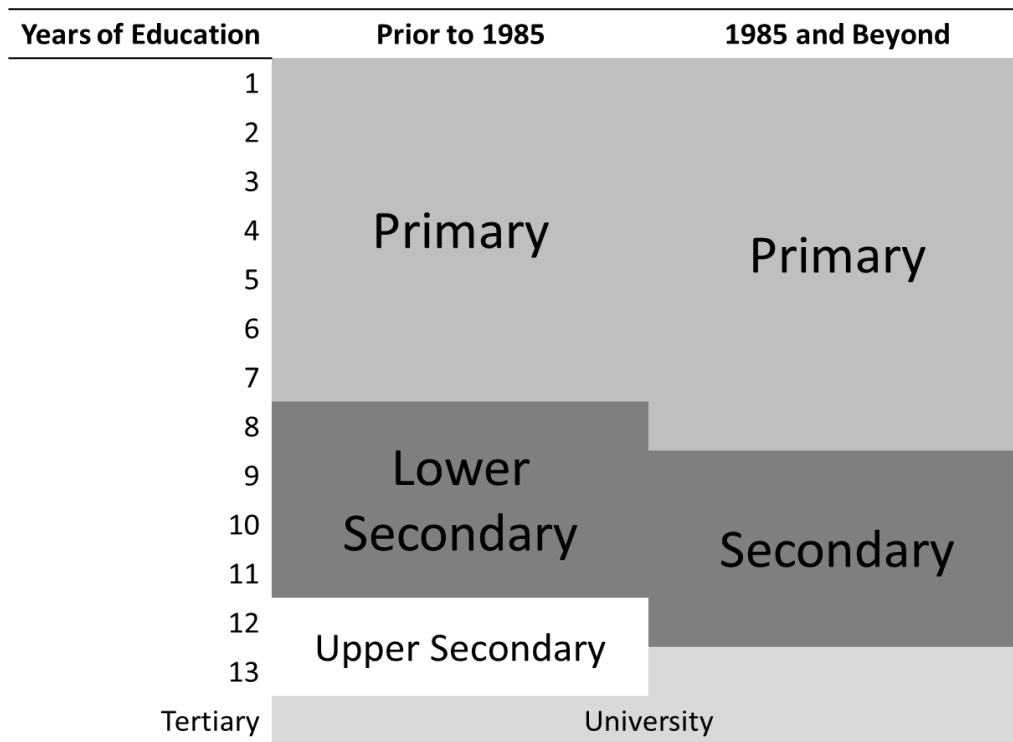 Years of Education Prior to 1985 1985 and Beyond
1
2
3
4
Primary
Primary
5
6
7
8
9
Lower
Secondary
10
Secondary
11
12
Upper Secondary
13
Tertiary University